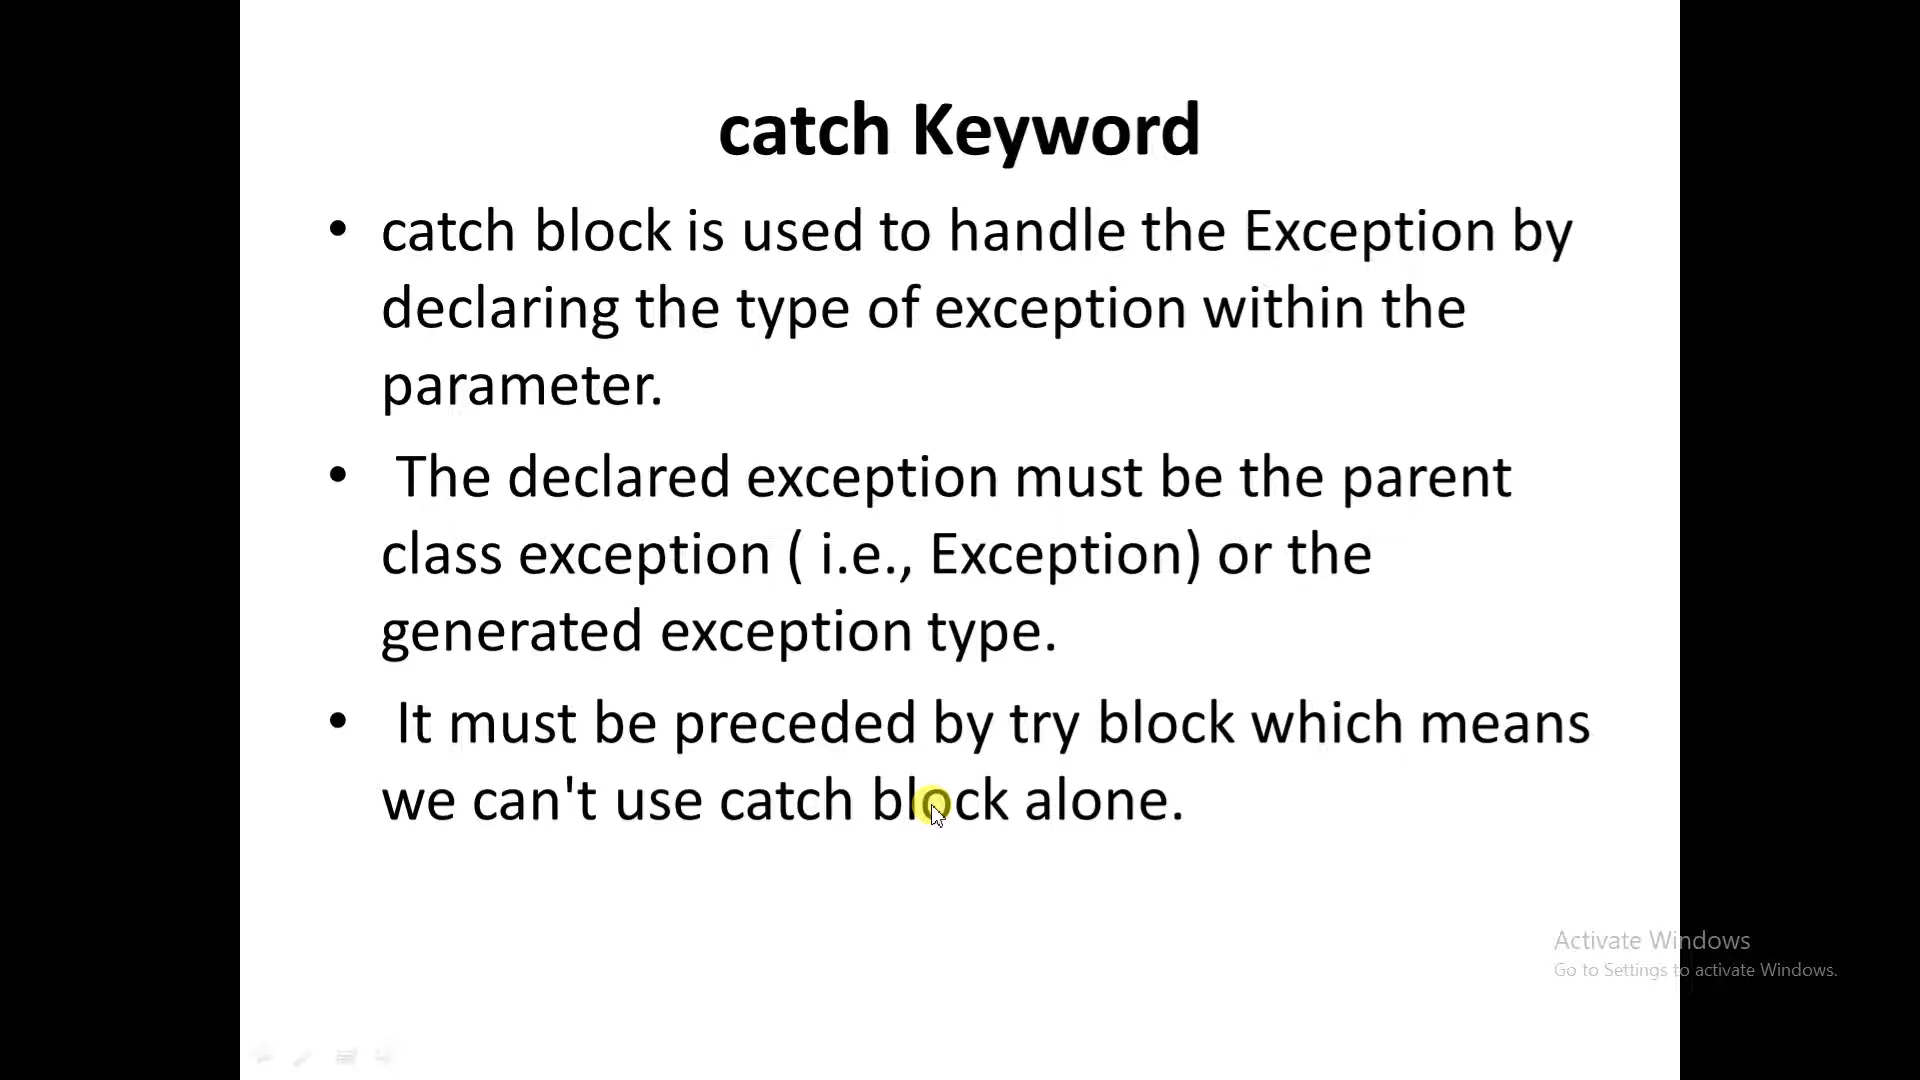 catch Keyword
• catch block is used to handle the Exception by
declaring the type of exception within the
parameter.
• The declared exception must be the parent
class exception ( i.e., Exception) or the
generated exception type.
• It must be preceded by try block which means
we can't use catch block alone.
Activate Windows
Go to Settings to activate Windows.